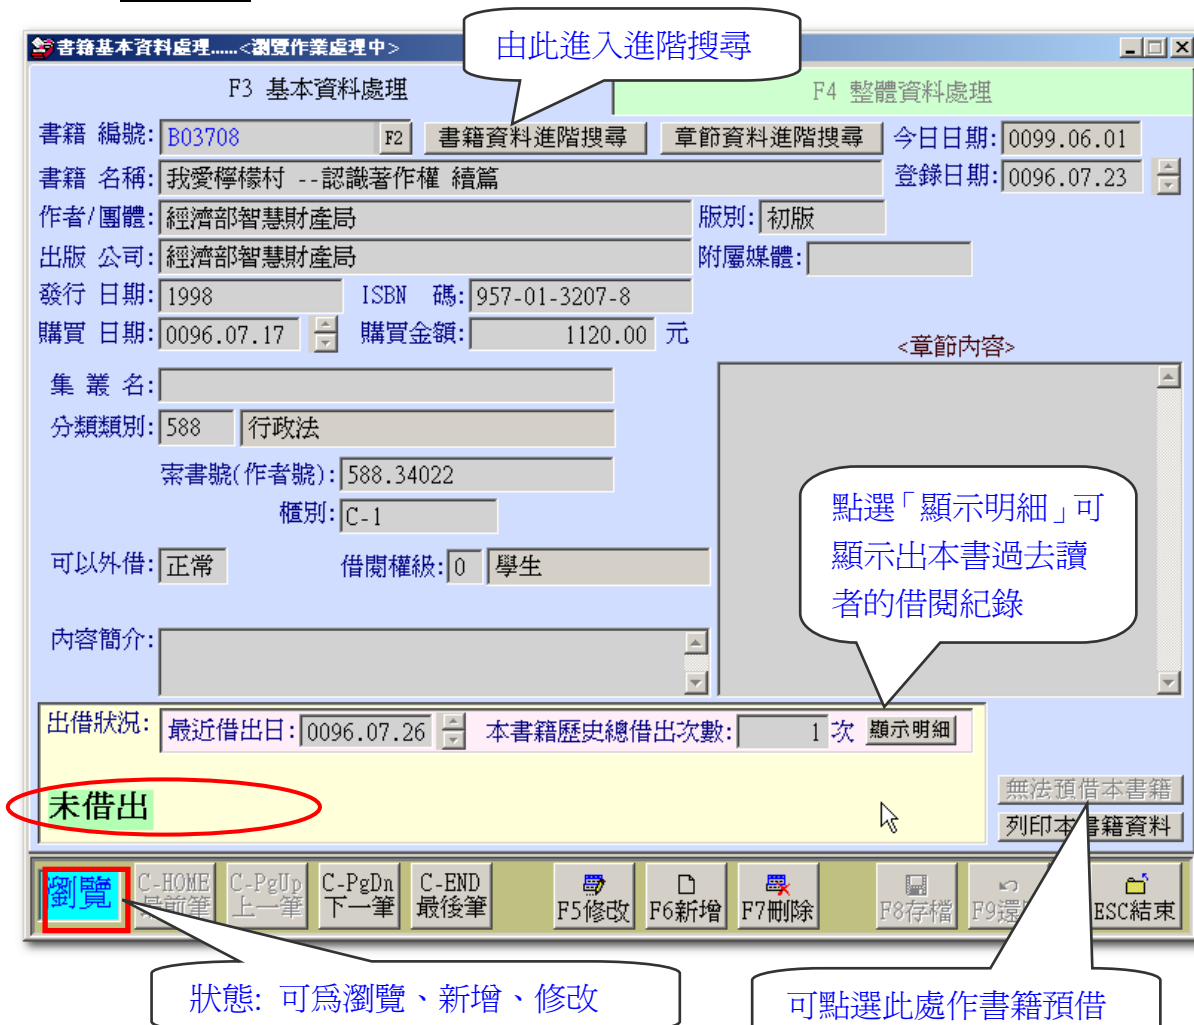 書籍基本資料處理......<瀏覽作業處理中>
由此進入進階搜尋
F3 基本資料處理
F4 整體資料處理
書籍 編號: B03708 F2 書籍資料進階搜尋 章節資料進階搜尋 今日日期: 0099.06.01
書籍 名稱: 我愛檸檬村 --認識著作權 續篇 登錄日期: 0096.07.23
作者/團體: 經濟部智慧財產局 版別: 初版
出版 公司: 經濟部智慧財產局 附屬媒體:
發行 日期: 1998 ISBN 碼: 957-01-3207-8
購買 日期: 0096.07.17 購買金額: 1120.00 元
<章節內容>
集 叢 名:
分類類別: 588 行政法
索書號(作者號): 588.34022
櫃別: C-1
點選「顯示明細」可
顯示出本書過去讀
者的借閱紀錄
可以外借: 正常 借閱權級: 0 學生
內容簡介:
出借狀況: 最近借出日: 0096.07.26 本書籍歷史總借出次數: 1 次 顯示明細
未借出
無法預借本書籍
列印本書籍資料
瀏覽 C-HOME 最前筆 C-PgUp 上一筆 C-PgDn 下一筆 C-END 最後筆 F5修改 F6新增 F7刪除 F8存檔 F9還 ESC結束
狀態: 可為瀏覽、新增、修改
可點選此處作書籍預借